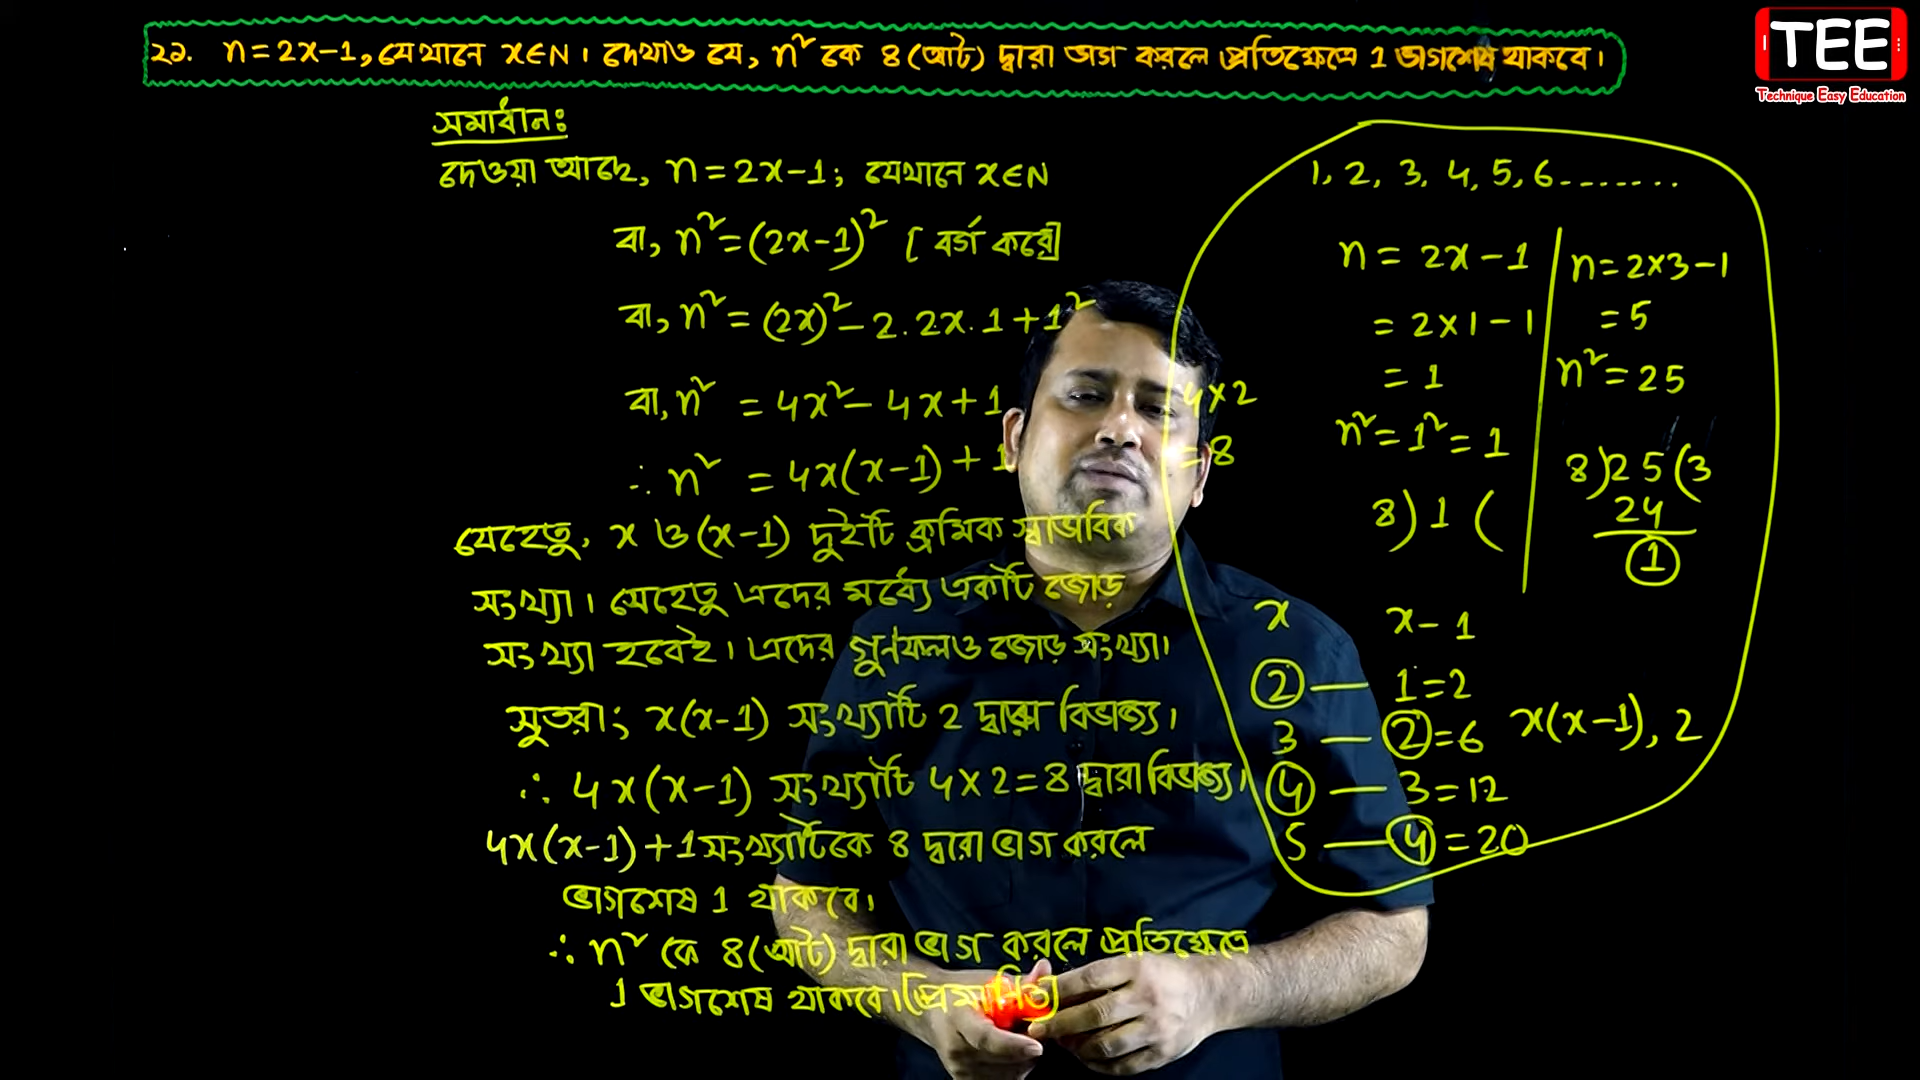 ২১. n=2x-1, যেখানে x∈N। দেখাও যে, n² কে ৪ (আট) দ্বারা ভাগ করলে প্রতিক্ষেত্রে 1 ভাগশেষ থাকবে।
TEE
Technique Easy Education
সমাধান:
দেওয়া আছে, n=2x-1; যেখানে x∈N
বা, n²=(2x-1)² [বর্গ করে]
বা, n²=(2x)²-2.2x.1+1²
বা, n² =4x²-4x+1
∴ n² =4x(x-1)+1
যেহেতু, x ও (x-1) দুইটি ক্রমিক স্বাভাবিক
সংখ্যা। যেহেতু এদের মধ্যে একটি জোড়
সংখ্যা হবেই। এদের গুণফলও জোড় সংখ্যা।
সুতরাং x(x-1) সংখ্যাটি 2 দ্বারা বিভাজ্য।
∴ 4x(x-1) সংখ্যাটি 4×2=8 দ্বারা বিভাজ্য।
4x(x-1)+1 সংখ্যাটিকে 8 দ্বারা ভাগ করলে
ভাগশেষ 1 থাকবে।
∴ n² কে 8 (আট) দ্বারা ভাগ করলে প্রতিক্ষেত্রে
1 ভাগশেষ থাকবে। [প্রমাণিত]
4×2
=8
1, 2, 3, 4, 5, 6.......
n = 2x-1
= 2×1-1
= 1
n²=1²=1
8)1(
n=2×3-1
=5
n²=25
8)25(3
24
1
x x-1
2 — 1=2
3 — 2=6 x(x-1), 2
4 — 3=12
5 — 4=20